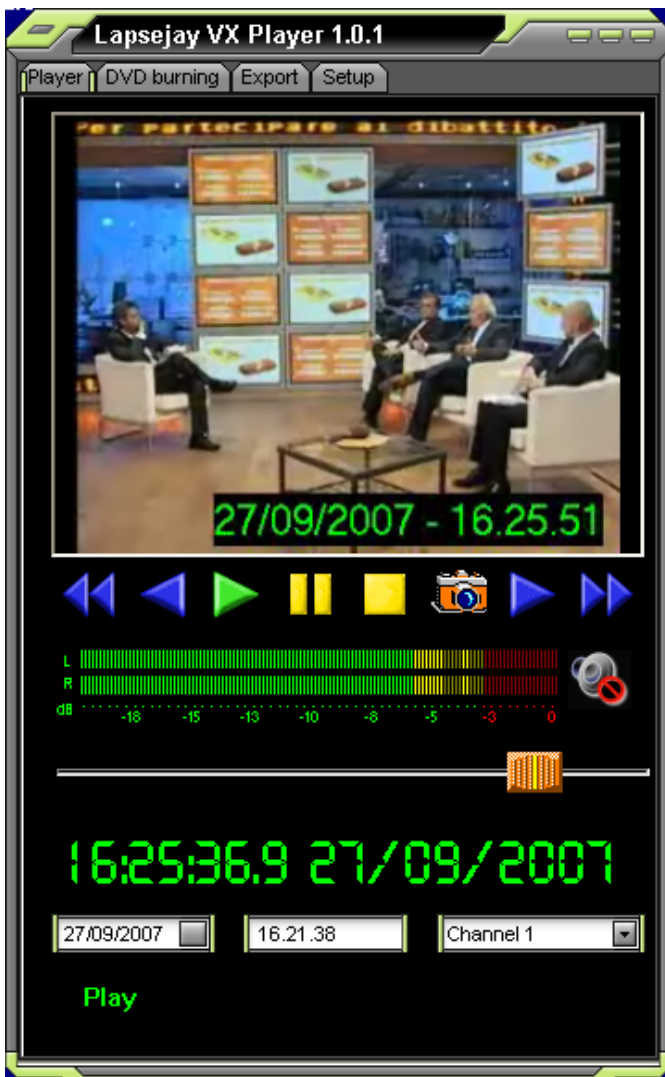 Lapsejay VX Player 1.0.1
Player DVD burning Export Setup
Per partecipare ai dibattito
27/09/2007 - 16.25.51
L
R
dB -18 -15 -13 -10 -8 -5 -3 0
16:25:36.9 27/09/2007
27/09/2007 16.21.38 Channel 1
Play